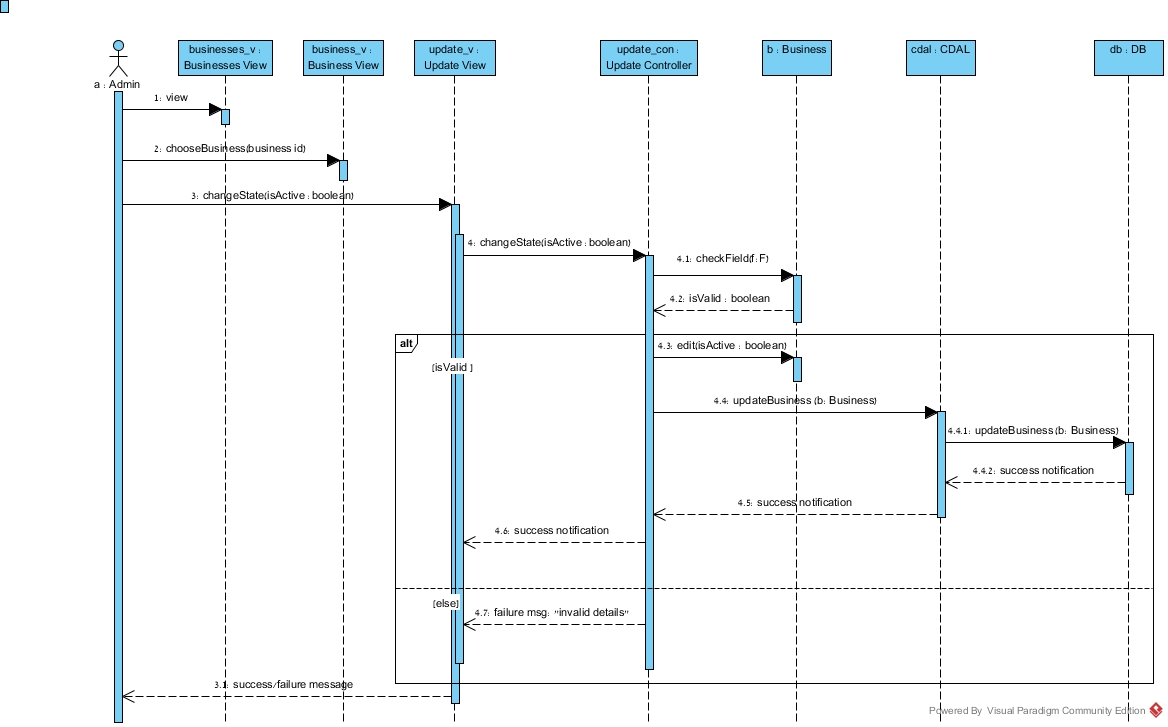 businesses_v :
Businesses View
business_v :
Business View
update_v :
Update View
update_con :
Update Controller
b : Business
cdal : CDAL
db : DB
a : Admin
1: view
2: chooseBusiness(business id)
3: changeState(isActive : boolean)
4: changeState(isActive : boolean)
4.1: checkField(f:F)
4.2: isValid : boolean
alt
4.3: edit(isActive : boolean)
[isValid ]
4.4: updateBusiness (b: Business)
4.4.1: updateBusiness (b: Business)
4.4.2: success notification
4.5: success notification
4.6: success notification
[else]
4.7: failure msg: "invalid details"
3.1: success/failure message
Powered By Visual Paradigm Community Edition